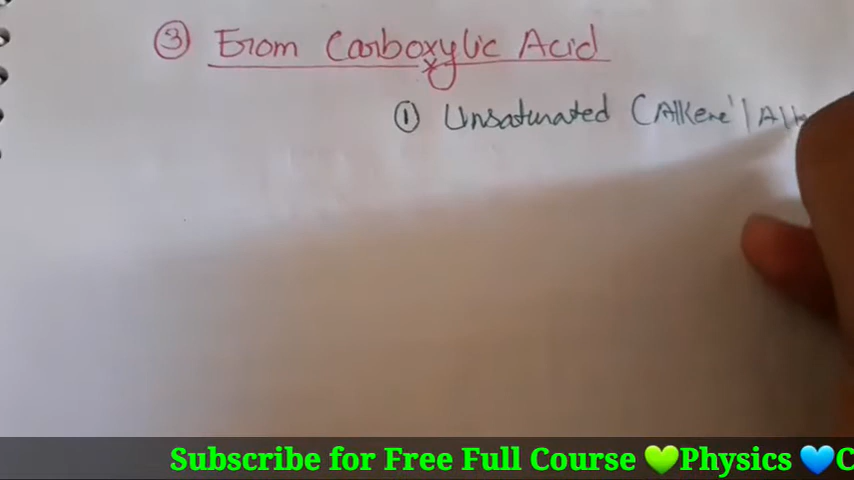 ③ From Carboxylic Acid
① Unsaturated (Alkene'|
Subscribe for Free Full Course 💚Physics 💙C